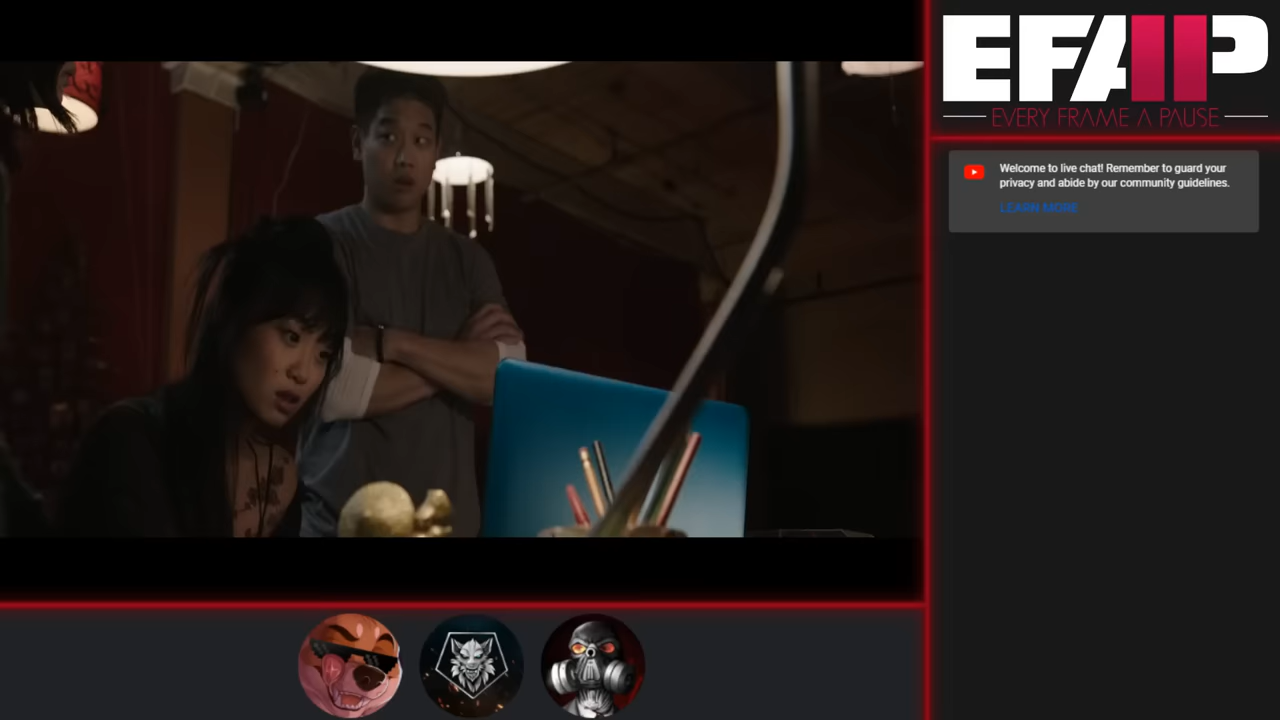 EFAP
EVERY FRAME A PAUSE
Welcome to live chat! Remember to guard your
privacy and abide by our community guidelines.
LEARN MORE